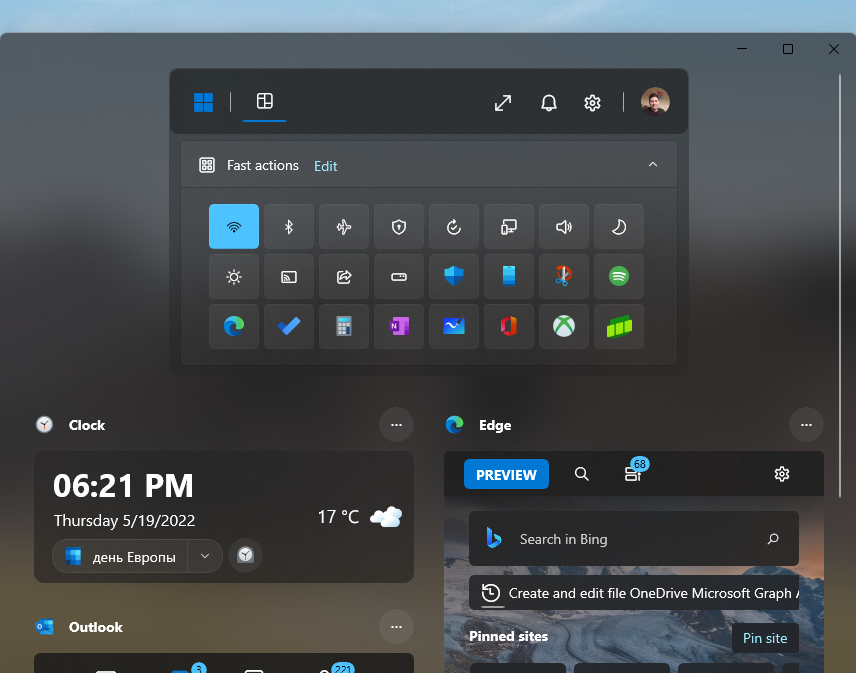 Fast actions Edit
Clock
06:21 PM
Thursday 5/19/2022
17 °C
день Европы
Outlook
3
221
Edge
PREVIEW
68
Search in Bing
Create and edit file OneDrive Microsoft Graph
Pinned sites
Pin site